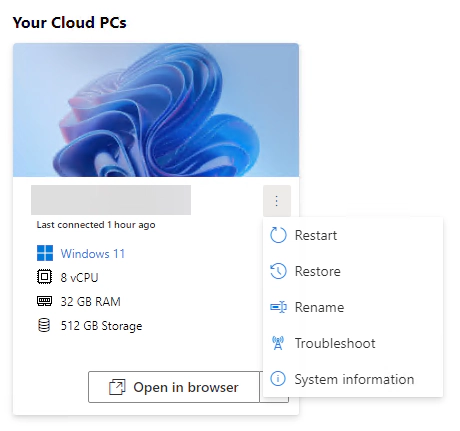 Your Cloud PCs
Last connected 1 hour ago
Windows 11
8 vCPU
32 GB RAM
512 GB Storage
Open in browser
Restart
Restore
Rename
Troubleshoot
System information